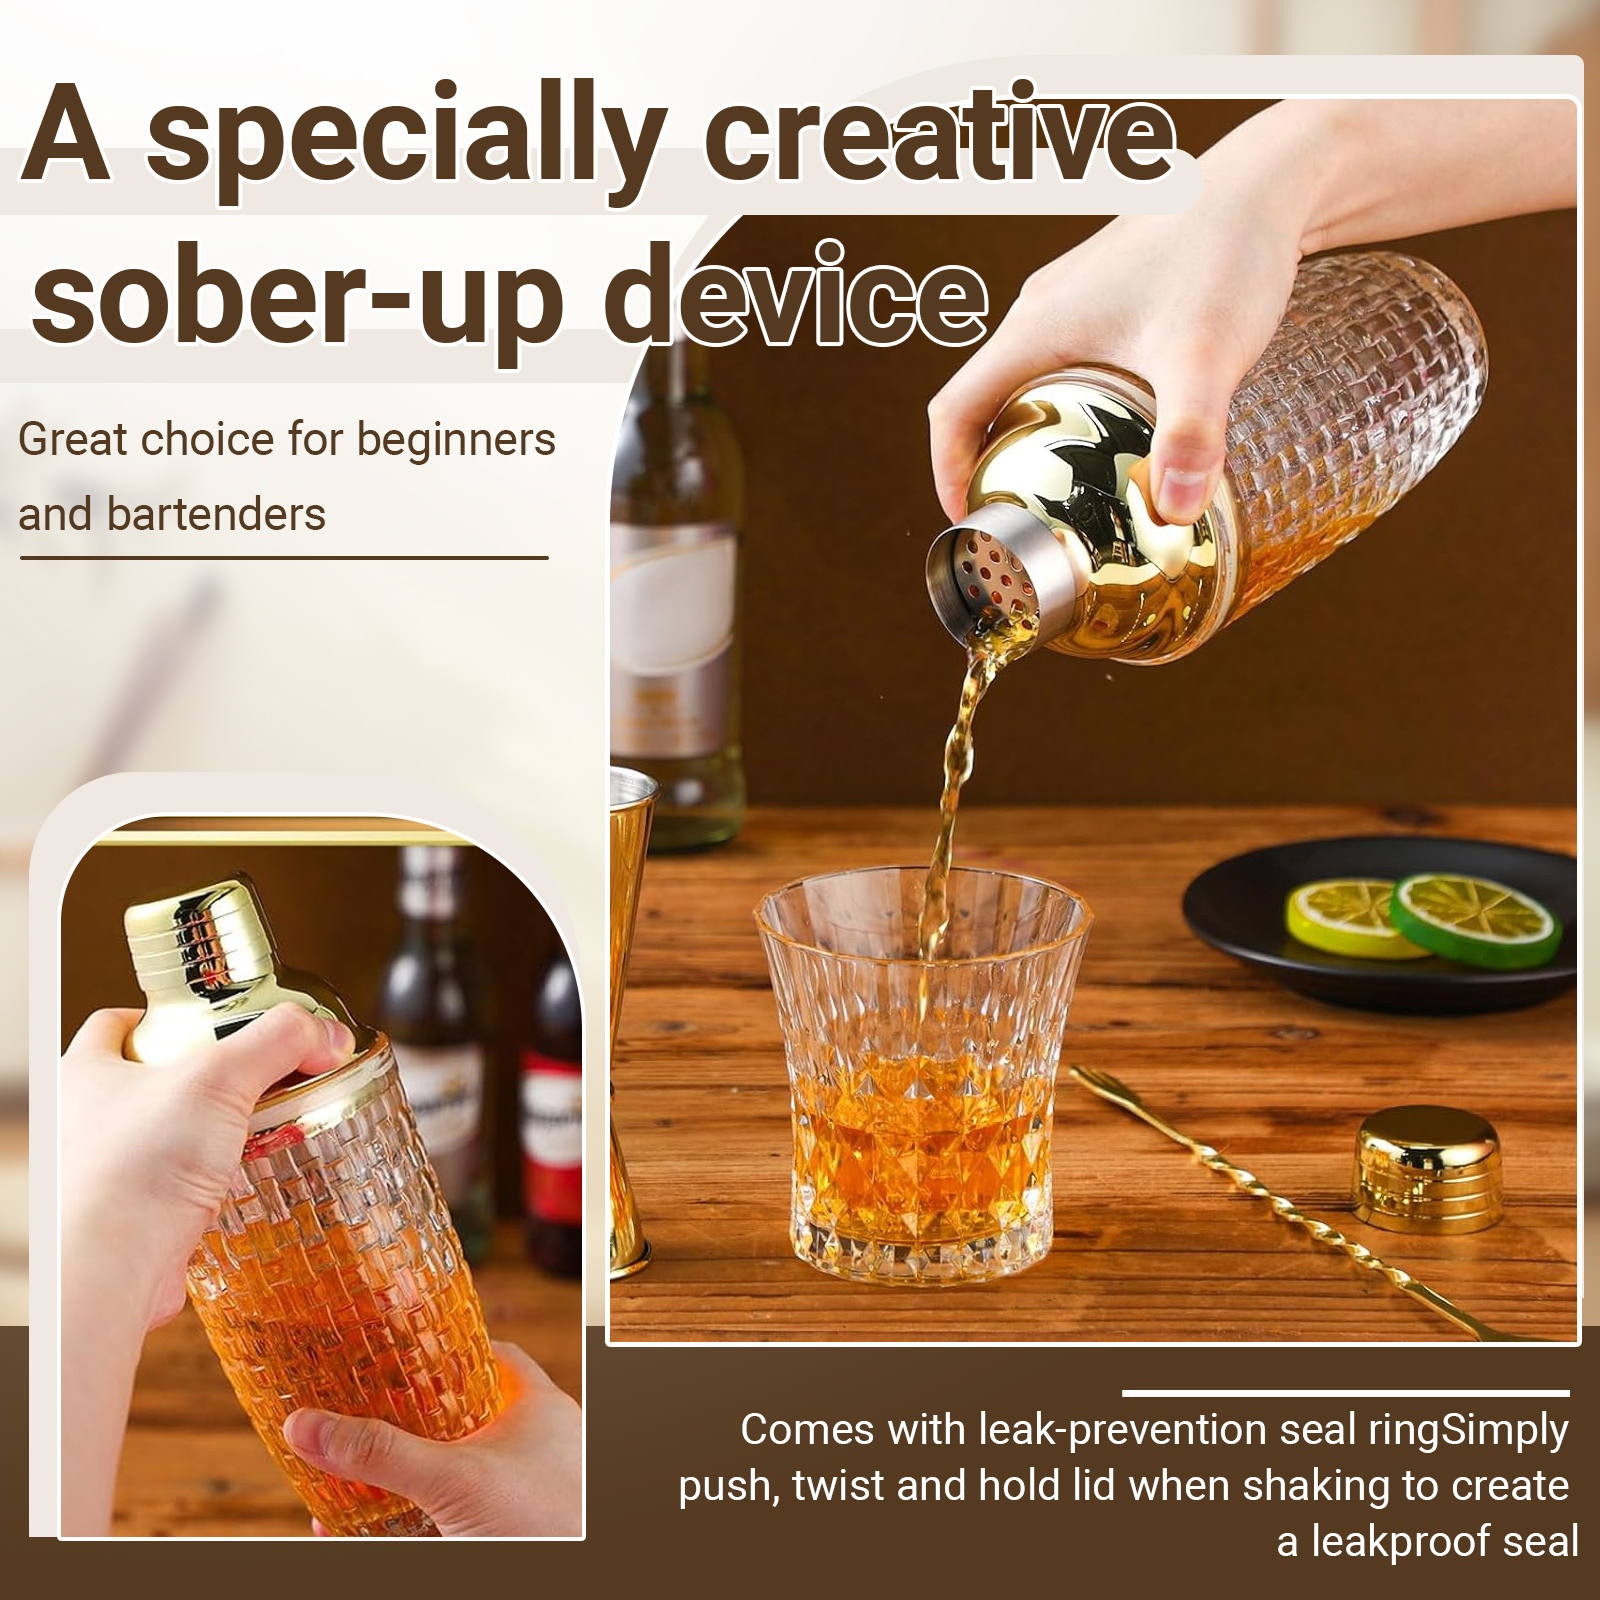 A specially creative
sober-up device
Great choice for beginners
and bartenders
Comes with leak-prevention seal ringSimply
push, twist and hold lid when shaking to create
a leakproof seal